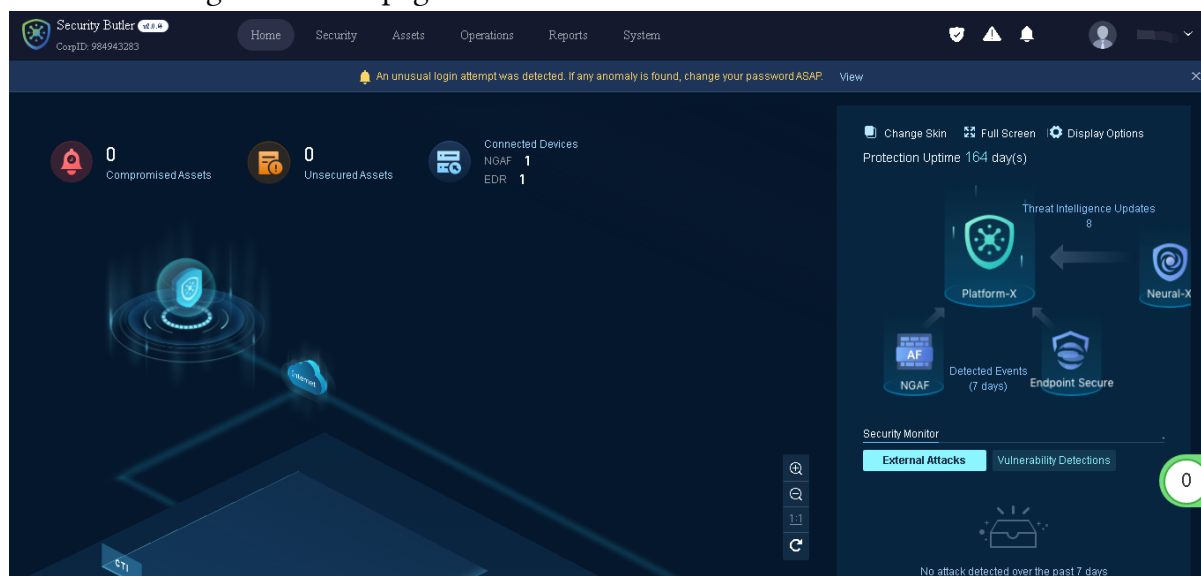 Security Butler
CorpID: 984943283
Home
Security
Assets
Operations
Reports
System
An unusual login attempt was detected. If any anomaly is found, change your password ASAP.
View
0
Compromised Assets
0
Unsecured Assets
Connected Devices
NGAF 1
EDR 1
Change Skin
Full Screen
Display Options
Protection Uptime 164 day(s)
Threat Intelligence Updates
8
Platform-X
Neural-X
AF
NGAF
Detected Events
(7 days)
Endpoint Secure
Internet
CTI
Security Monitor
External Attacks
Vulnerability Detections
0
1:1
No attack detected over the past 7 days